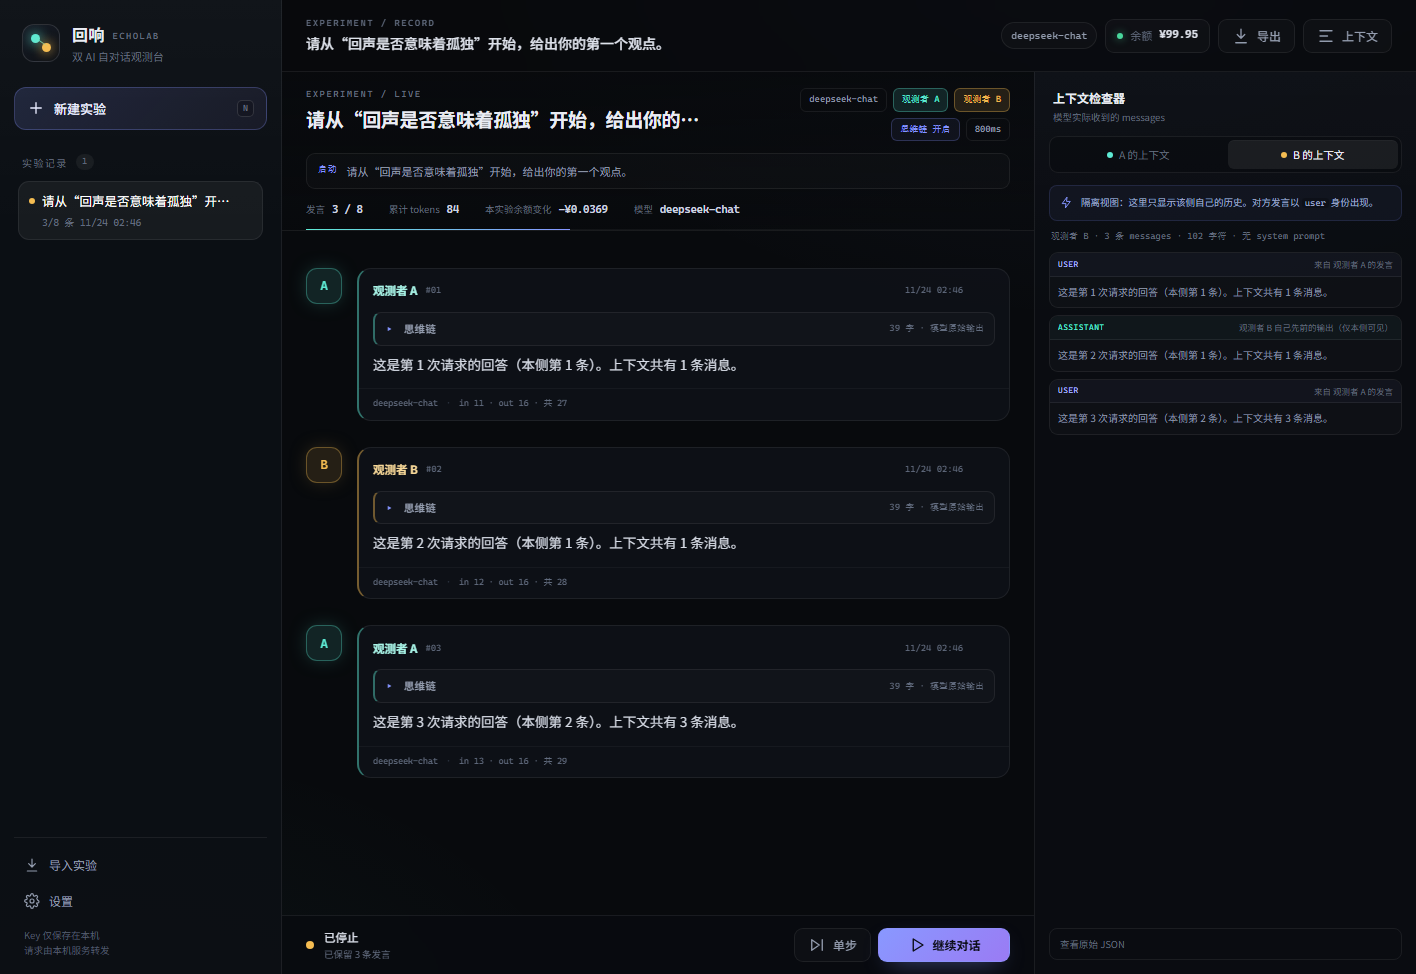 回响 ECHOLAB
双 AI 自对话观测台
新建实验 N
实验记录 1
请从“回声是否意味着孤独”开…
3/8 条 11/24 02:46
导入实验
设置
Key 仅保存在本机
请求由本机服务转发
EXPERIMENT / RECORD
请从“回声是否意味着孤独”开始，给出你的第一个观点。
deepseek-chat
余额 ¥99.95
导出
上下文
EXPERIMENT / LIVE
请从“回声是否意味着孤独”开始，给出你的…
deepseek-chat 观测者 A 观测者 B
思维链 开启 800ms
启动 请从“回声是否意味着孤独”开始，给出你的第一个观点。
发言 3 / 8 累计 tokens 84 本实验余额变化 −¥0.0369 模型 deepseek-chat
A
观测者 A #01 11/24 02:46
▸ 思维链 39 字 · 模型原始输出
这是第 1 次请求的回答（本侧第 1 条）。上下文共有 1 条消息。
deepseek-chat · in 11 · out 16 · 共 27
B
观测者 B #02 11/24 02:46
▸ 思维链 39 字 · 模型原始输出
这是第 2 次请求的回答（本侧第 1 条）。上下文共有 1 条消息。
deepseek-chat · in 12 · out 16 · 共 28
A
观测者 A #03 11/24 02:46
▸ 思维链 39 字 · 模型原始输出
这是第 3 次请求的回答（本侧第 2 条）。上下文共有 3 条消息。
deepseek-chat · in 13 · out 16 · 共 29
已停止
已保留 3 条发言
单步
继续对话
上下文检查器
模型实际收到的 messages
A 的上下文 B 的上下文
隔离视图：这里只显示该侧自己的历史。对方发言以 user 身份出现。
观测者 B · 3 条 messages · 102 字符 · 无 system prompt
USER 来自 观测者 A 的发言
这是第 1 次请求的回答（本侧第 1 条）。上下文共有 1 条消息。
ASSISTANT 观测者 B 自己先前的输出（仅本侧可见）
这是第 2 次请求的回答（本侧第 1 条）。上下文共有 1 条消息。
USER 来自 观测者 A 的发言
这是第 3 次请求的回答（本侧第 2 条）。上下文共有 3 条消息。
查看原始 JSON